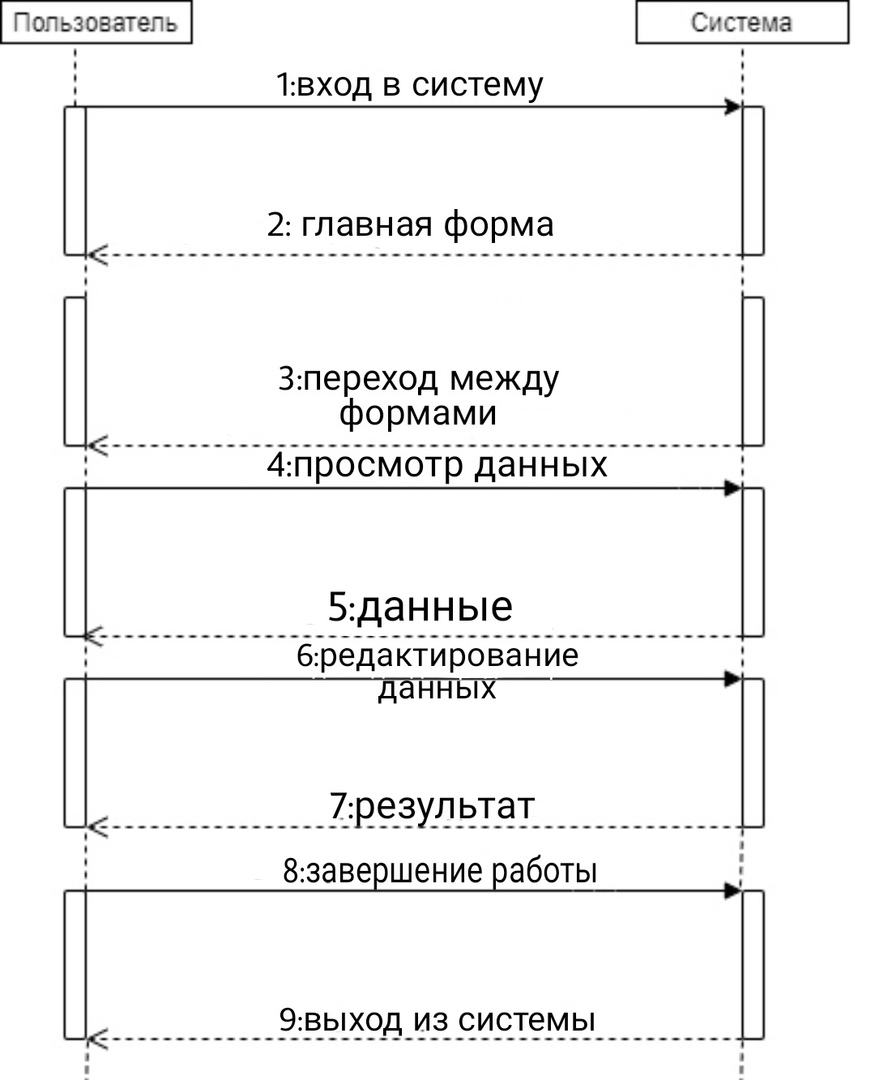 Пользователь
Система
1:вход в систему
2: главная форма
3:переход между
формами
4:просмотр данных
5:данные
6:редактирование
данных
7:результат
8:завершение работы
9:выход из системы